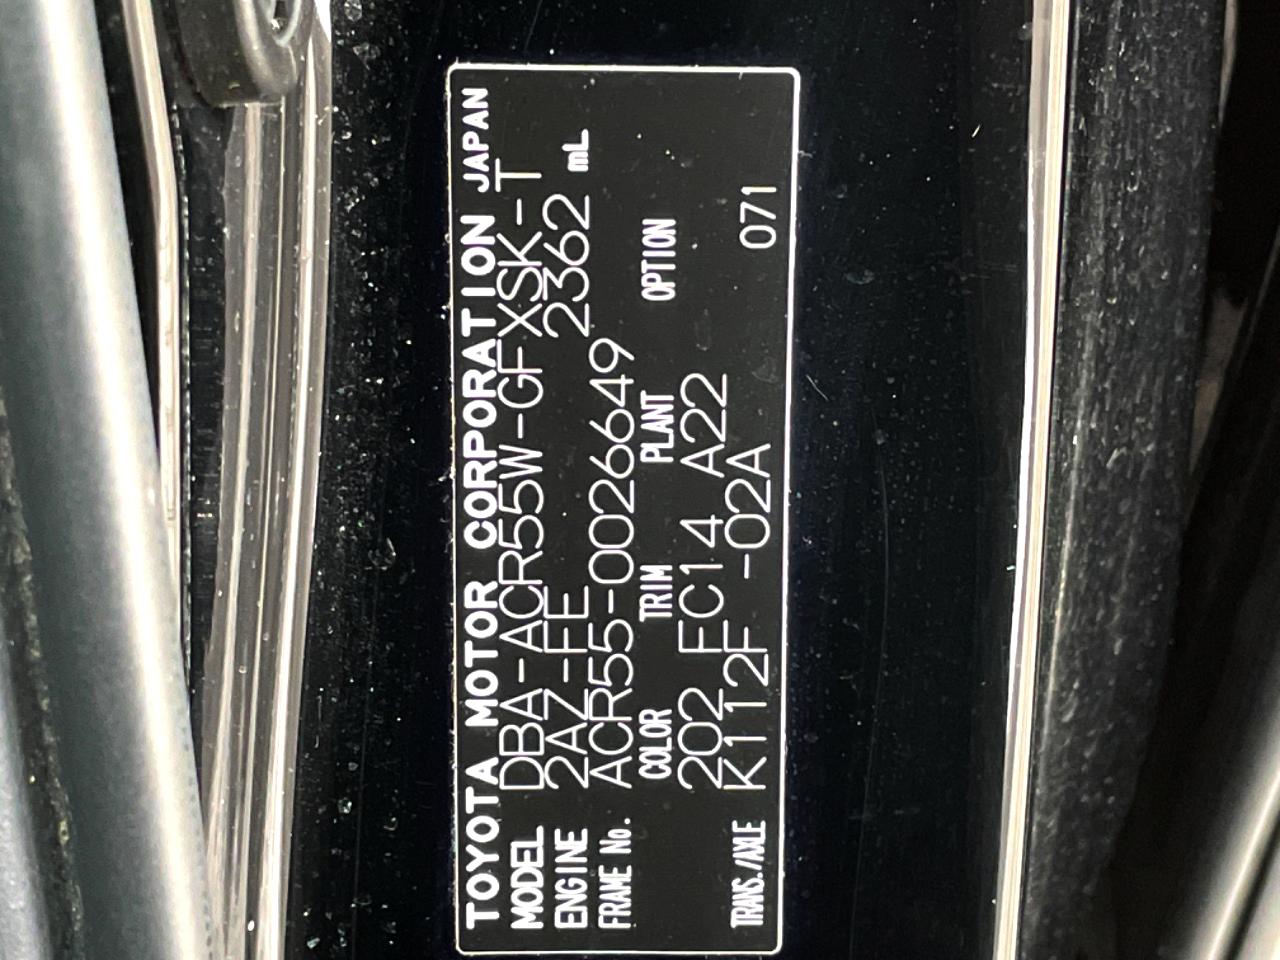 TOYOTA MOTOR CORPORATION JAPAN
MODEL DBA-ACR55W-GFXSK-T
ENGINE 2AZ-FE 2362 mL
FRAME No. ACR55-0026649
COLOR TRIM PLANT OPTION
202 FC14 A22
TRANS./AXLE K112F -02A 071